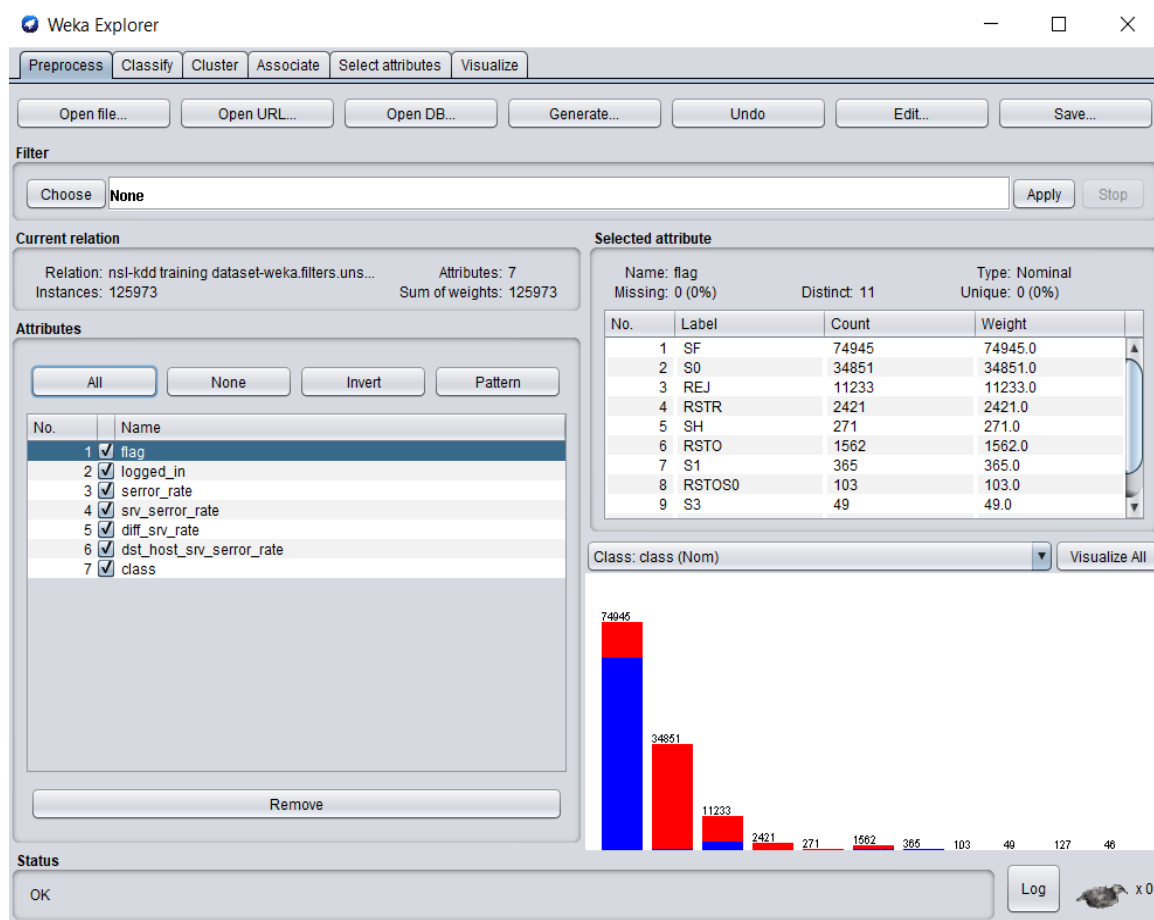 Weka Explorer
Preprocess Classify Cluster Associate Select attributes Visualize
Open file... Open URL... Open DB... Generate... Undo Edit... Save...
Filter
Choose None Apply Stop
Current relation
Relation: nsl-kdd training dataset-weka.filters.uns... Attributes: 7
Instances: 125973 Sum of weights: 125973
Attributes
All None Invert Pattern
No. Name
1 flag
2 logged_in
3 serror_rate
4 srv_serror_rate
5 diff_srv_rate
6 dst_host_srv_serror_rate
7 class
Remove
Selected attribute
Name: flag Type: Nominal
Missing: 0 (0%) Distinct: 11 Unique: 0 (0%)
No. Label Count Weight
1 SF 74945 74945.0
2 S0 34851 34851.0
3 REJ 11233 11233.0
4 RSTR 2421 2421.0
5 SH 271 271.0
6 RSTO 1562 1562.0
7 S1 365 365.0
8 RSTOS0 103 103.0
9 S3 49 49.0
Class: class (Nom) Visualize All
74945
34851
11233
2421 271 1562 365 103 49 127 46
Status
OK Log x 0